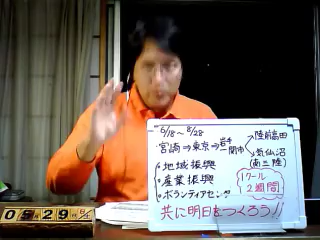 6/18～8/28
・宮崎⇒東京⇒岩手 一関市
陸前高田
気仙沼
(南三陸)
・地域振興
・産業振興
・ボランティアセンター
1クール
2週間
共に明日をつくろう!!
05 29